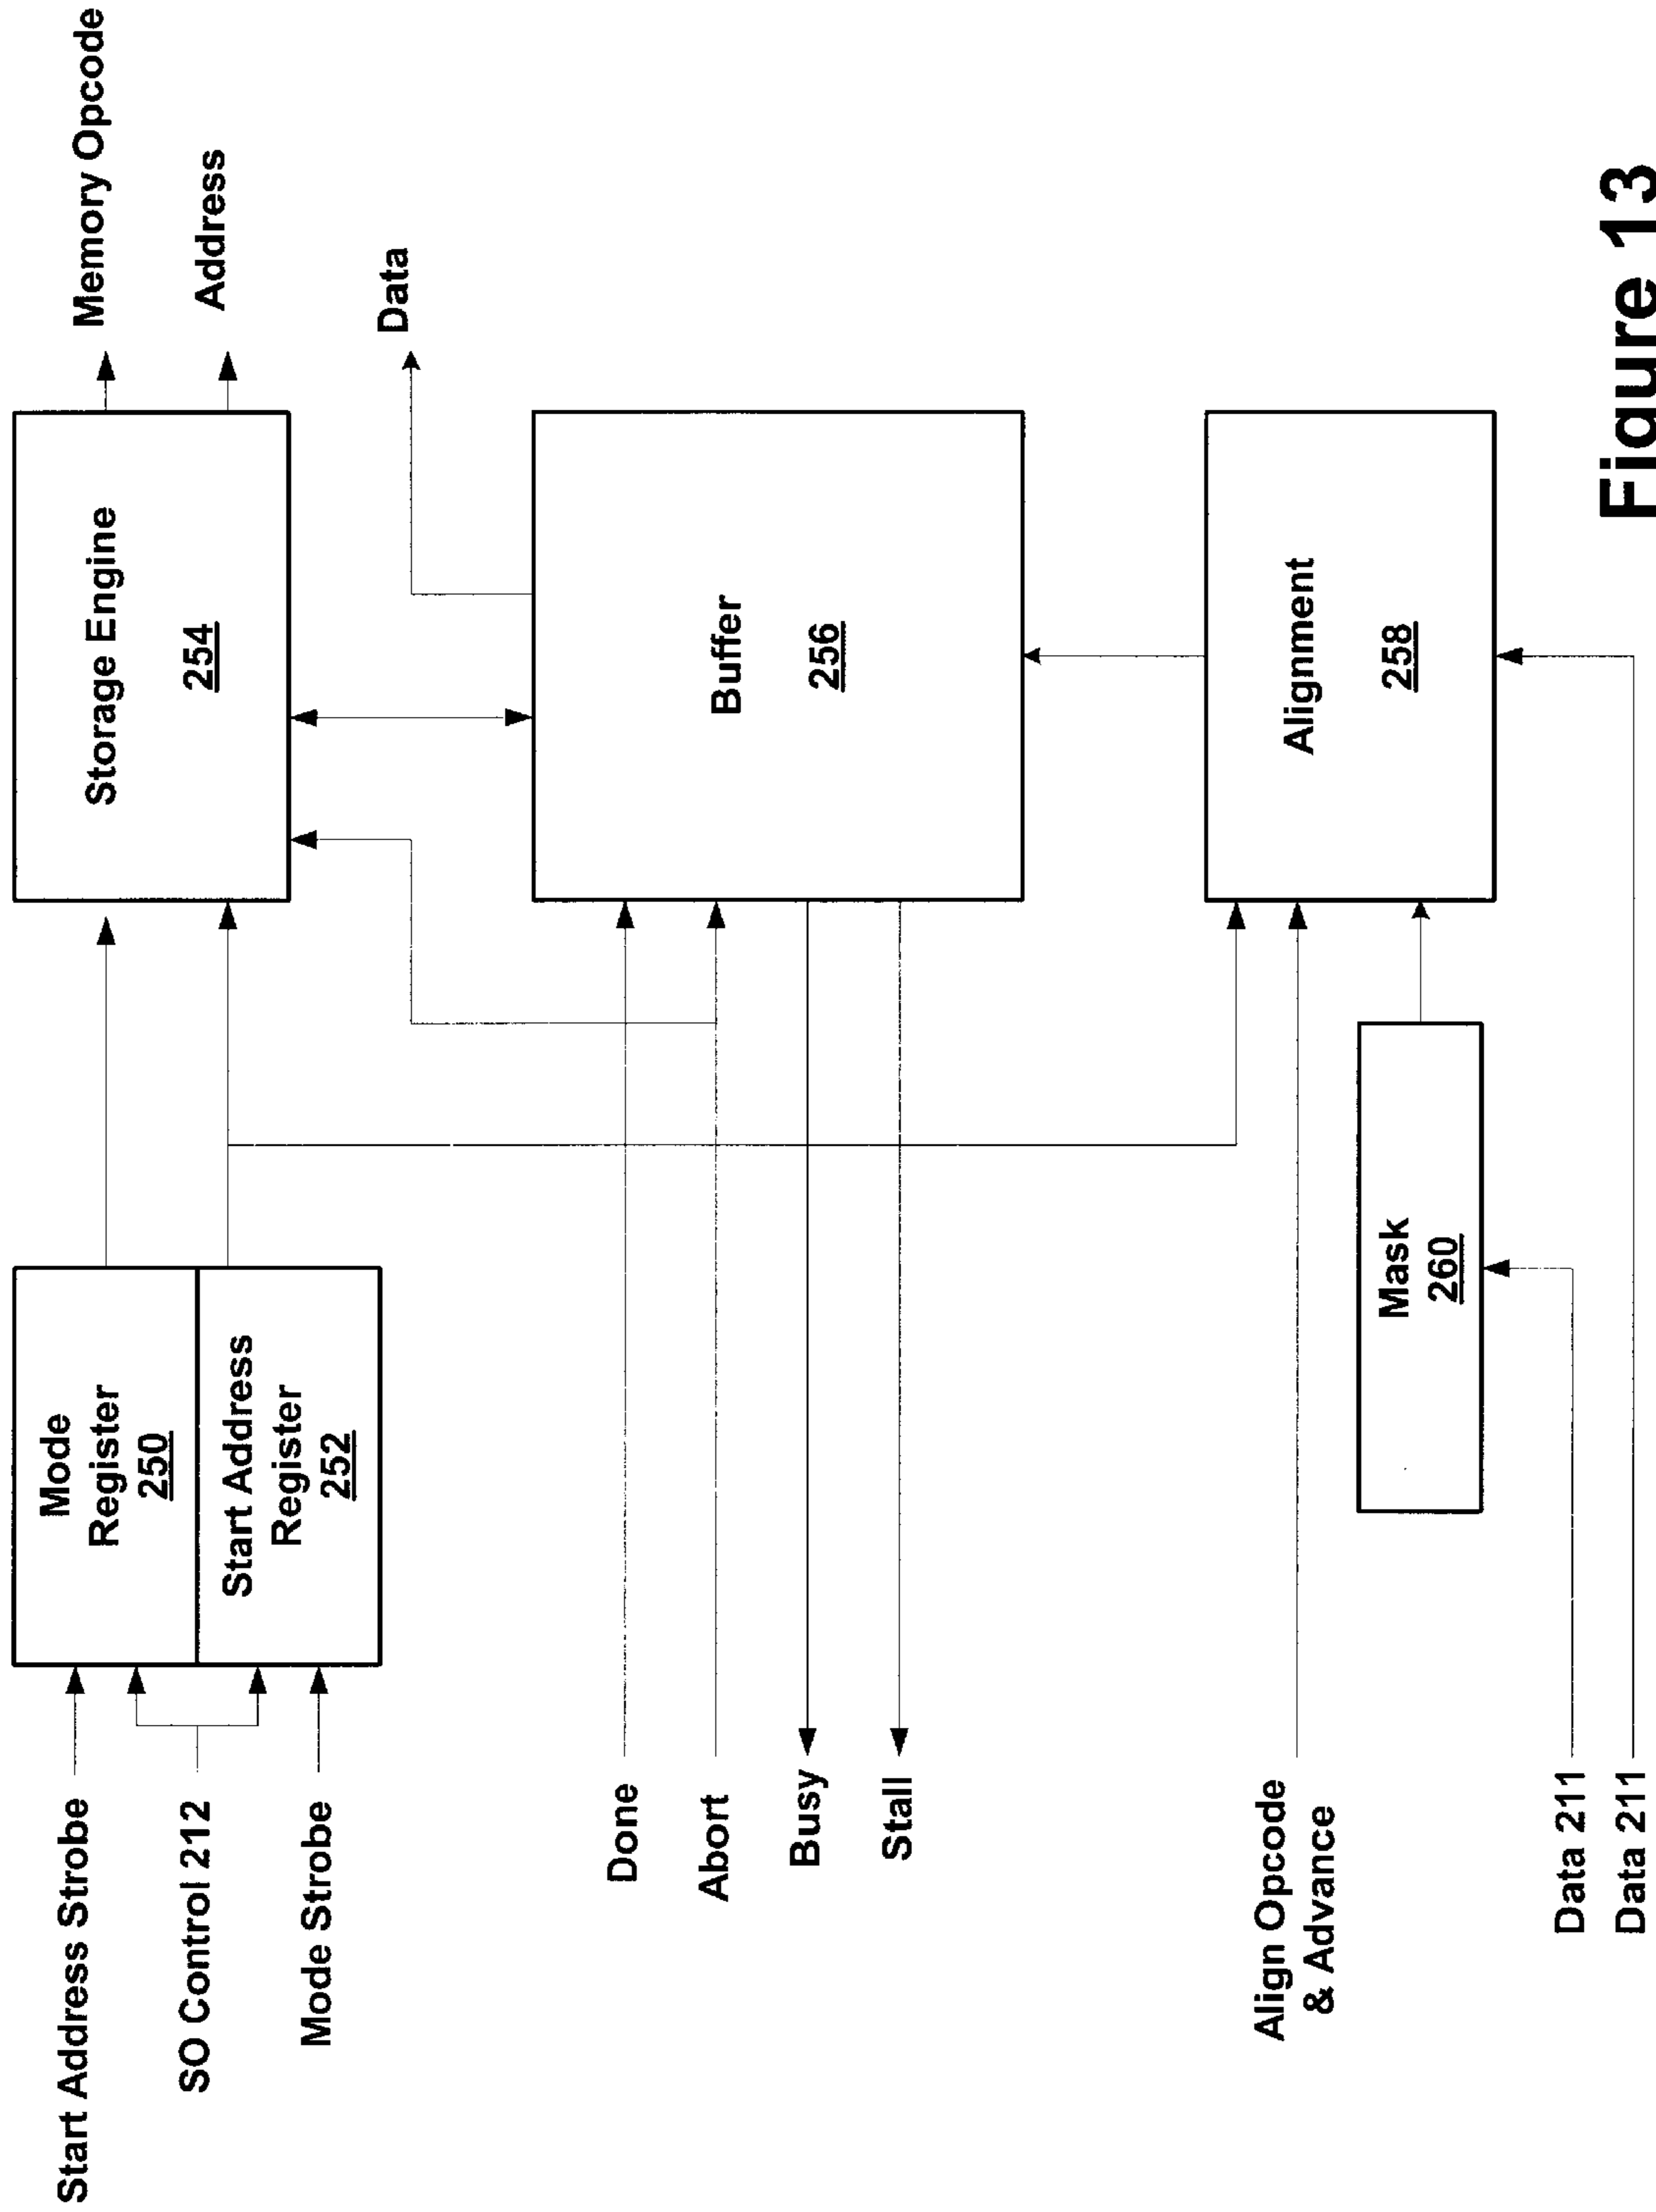 Start Address Strobe
SO Control 212
Mode Strobe
Mode
Register
250
Start Address
Register
252
Storage Engine
254
Memory Opcode
Address
Data
Done
Abort
Busy
Stall
Buffer
256
Align Opcode
& Advance
Alignment
258
Mask
260
Data 211
Data 211
Figure 13